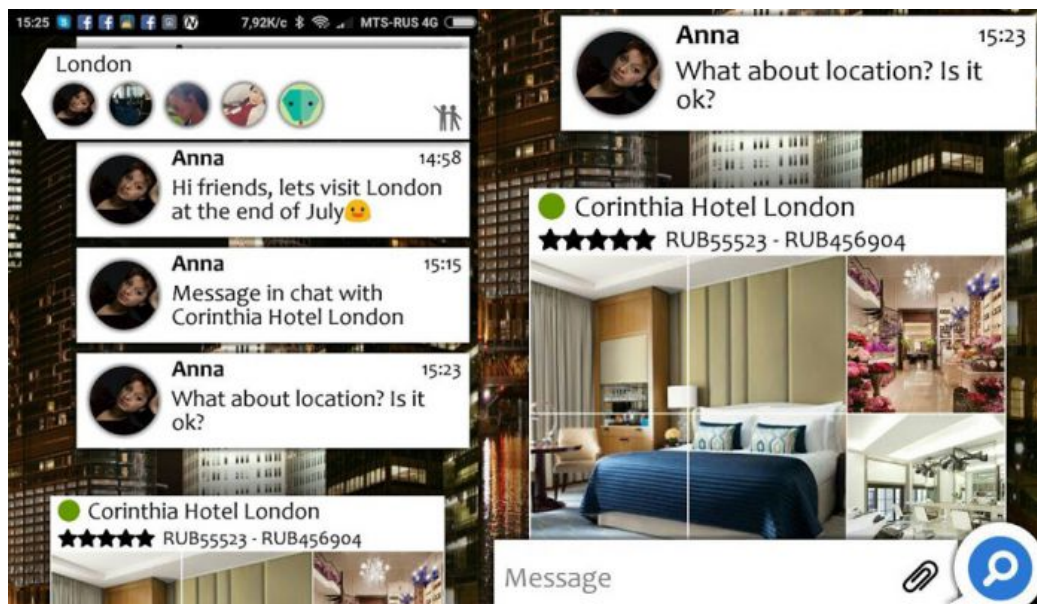 15:25
7,92K/c
MTS-RUS 4G
London
Anna 14:58
Hi friends, lets visit London
at the end of July
Anna 15:15
Message in chat with
Corinthia Hotel London
Anna 15:23
What about location? Is it
ok?
Corinthia Hotel London
RUB55523 - RUB456904
Anna 15:23
What about location? Is it
ok?
Corinthia Hotel London
RUB55523 - RUB456904
Message